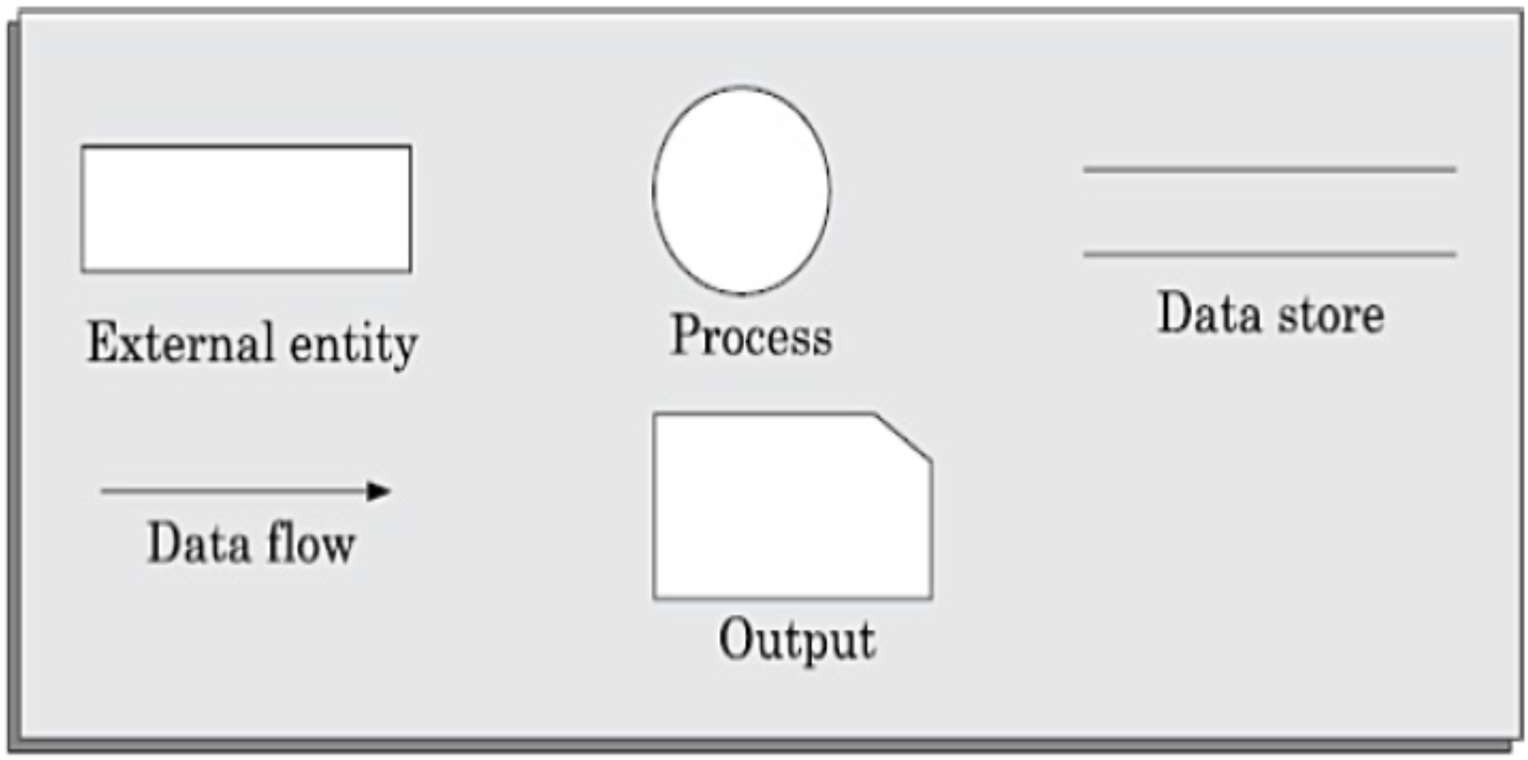 External entity
Process
Data store
Data flow
Output